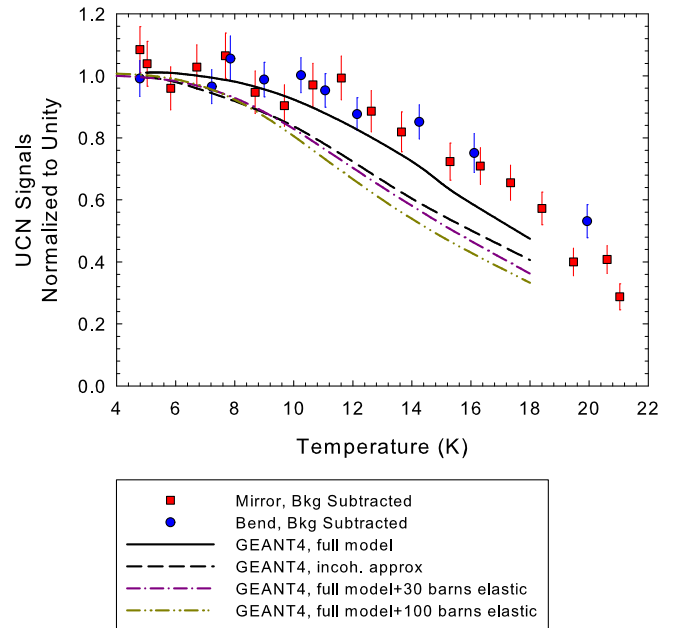 1.2
1.0
0.8
0.6
0.4
0.2
0.0
UCN Signals
Normalized to Unity
4 6 8 10 12 14 16 18 20 22
Temperature (K)
Mirror, Bkg Subtracted
Bend, Bkg Subtracted
GEANT4, full model
GEANT4, incoh. approx
GEANT4, full model+30 barns elastic
GEANT4, full model+100 barns elastic